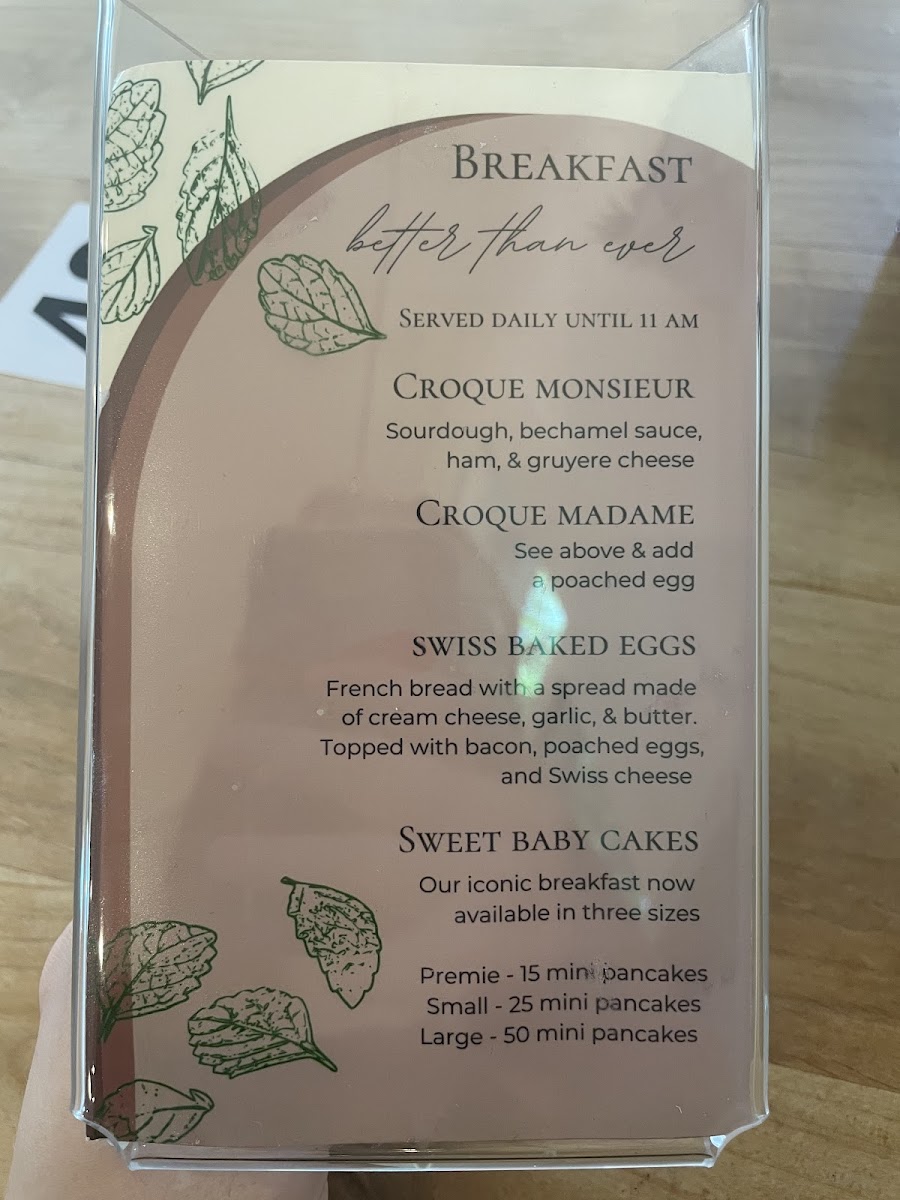 BREAKFAST
better than ever
SERVED DAILY UNTIL 11 AM
CROQUE MONSIEUR
Sourdough, bechamel sauce,
ham, & gruyere cheese
CROQUE MADAME
See above & add
a poached egg
SWISS BAKED EGGS
French bread with a spread made
of cream cheese, garlic, & butter.
Topped with bacon, poached eggs,
and Swiss cheese
SWEET BABY CAKES
Our iconic breakfast now
available in three sizes
Premie - 15 mini pancakes
Small - 25 mini pancakes
Large - 50 mini pancakes